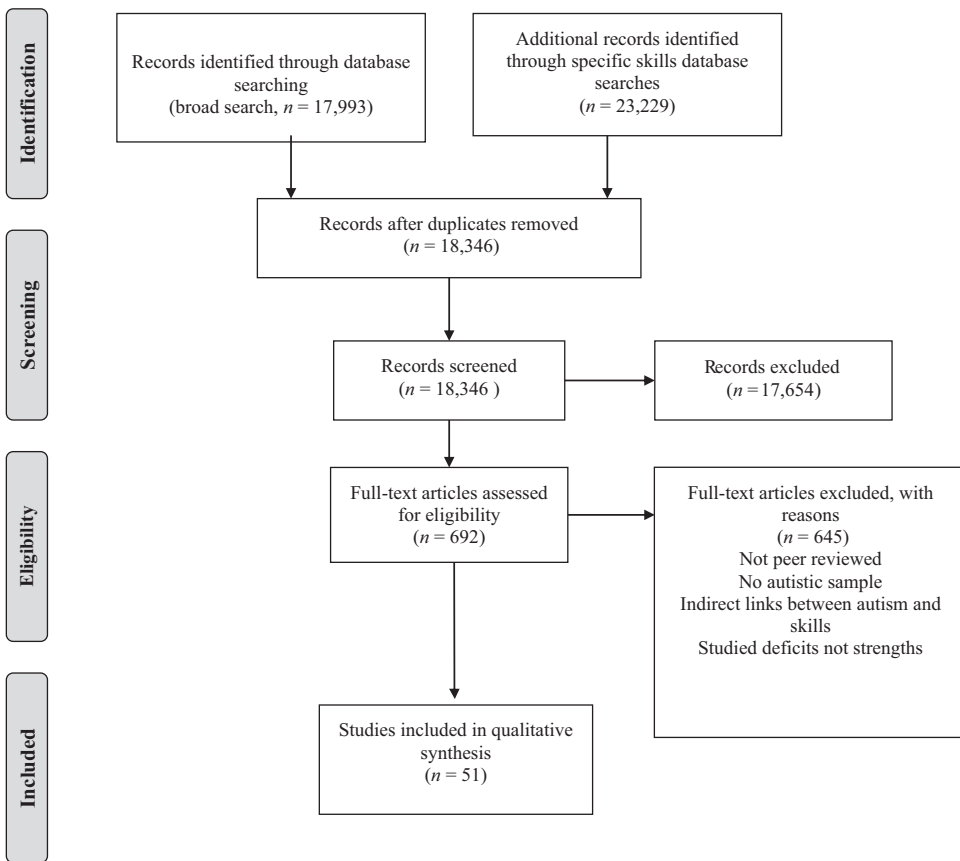 Identification
Records identified through database
searching
(broad search, n = 17,993)
Additional records identified
through specific skills database
searches
(n = 23,229)
Records after duplicates removed
(n = 18,346)
Screening
Records screened
(n = 18,346 )
Records excluded
(n = 17,654)
Eligibility
Full-text articles assessed
for eligibility
(n = 692)
Full-text articles excluded, with
reasons
(n = 645)
Not peer reviewed
No autistic sample
Indirect links between autism and
skills
Studied deficits not strengths
Included
Studies included in qualitative
synthesis
(n = 51)